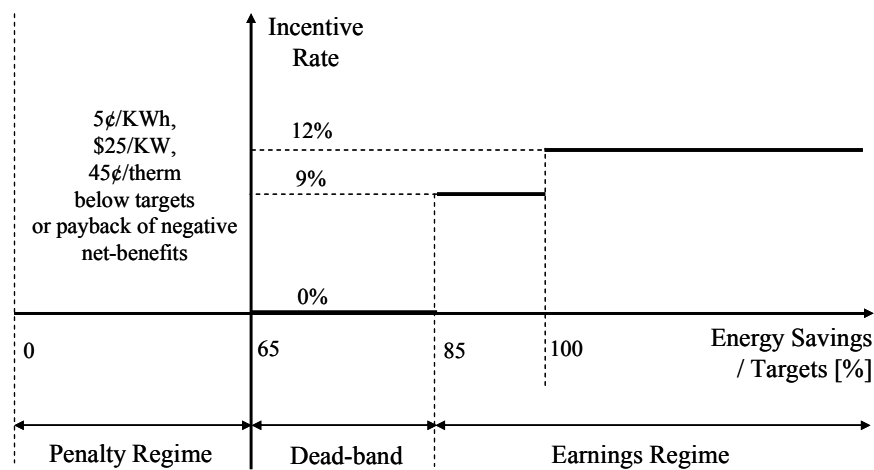 Incentive
Rate
5¢/KWh,
$25/KW,
45¢/therm
below targets
or payback of negative
net-benefits
12%
9%
0%
0
65
85
100
Energy Savings
/ Targets [%]
Penalty Regime
Dead-band
Earnings Regime